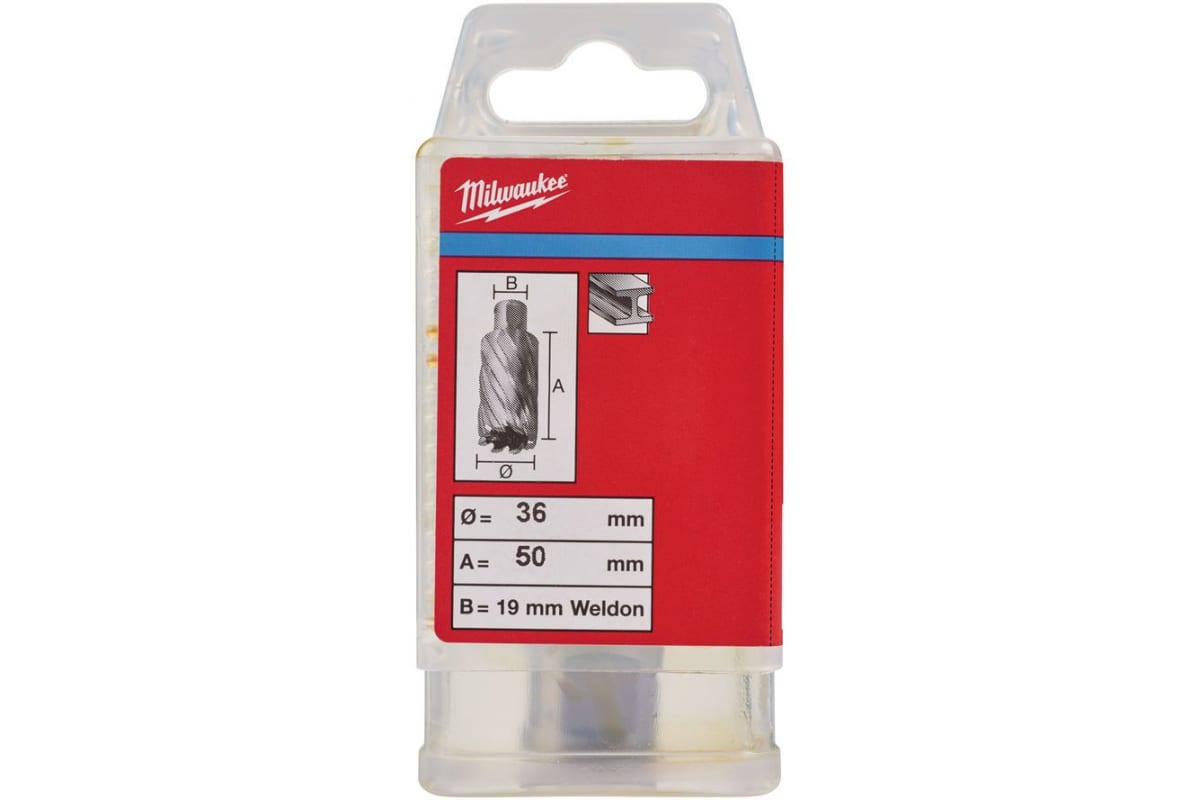 Milwaukee
B
A
Ø
Ø = 36 mm
A = 50 mm
B = 19 mm Weldon